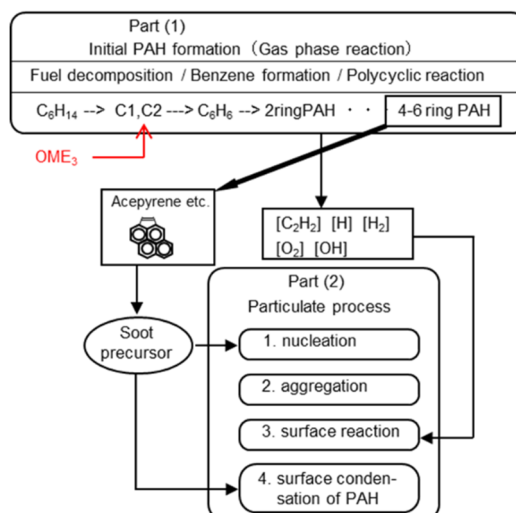 Part (1)
Initial PAH formation（Gas phase reaction）
Fuel decomposition / Benzene formation / Polycyclic reaction
C₆H₁₄ --> C1,C2 ---> C₆H₆ --> 2ringPAH · · 4-6 ring PAH
OME₃
Acepyrene etc.
[C₂H₂] [H] [H₂]
[O₂] [OH]
Part (2)
Particulate process
Soot
precursor
1. nucleation
2. aggregation
3. surface reaction
4. surface conden-
sation of PAH